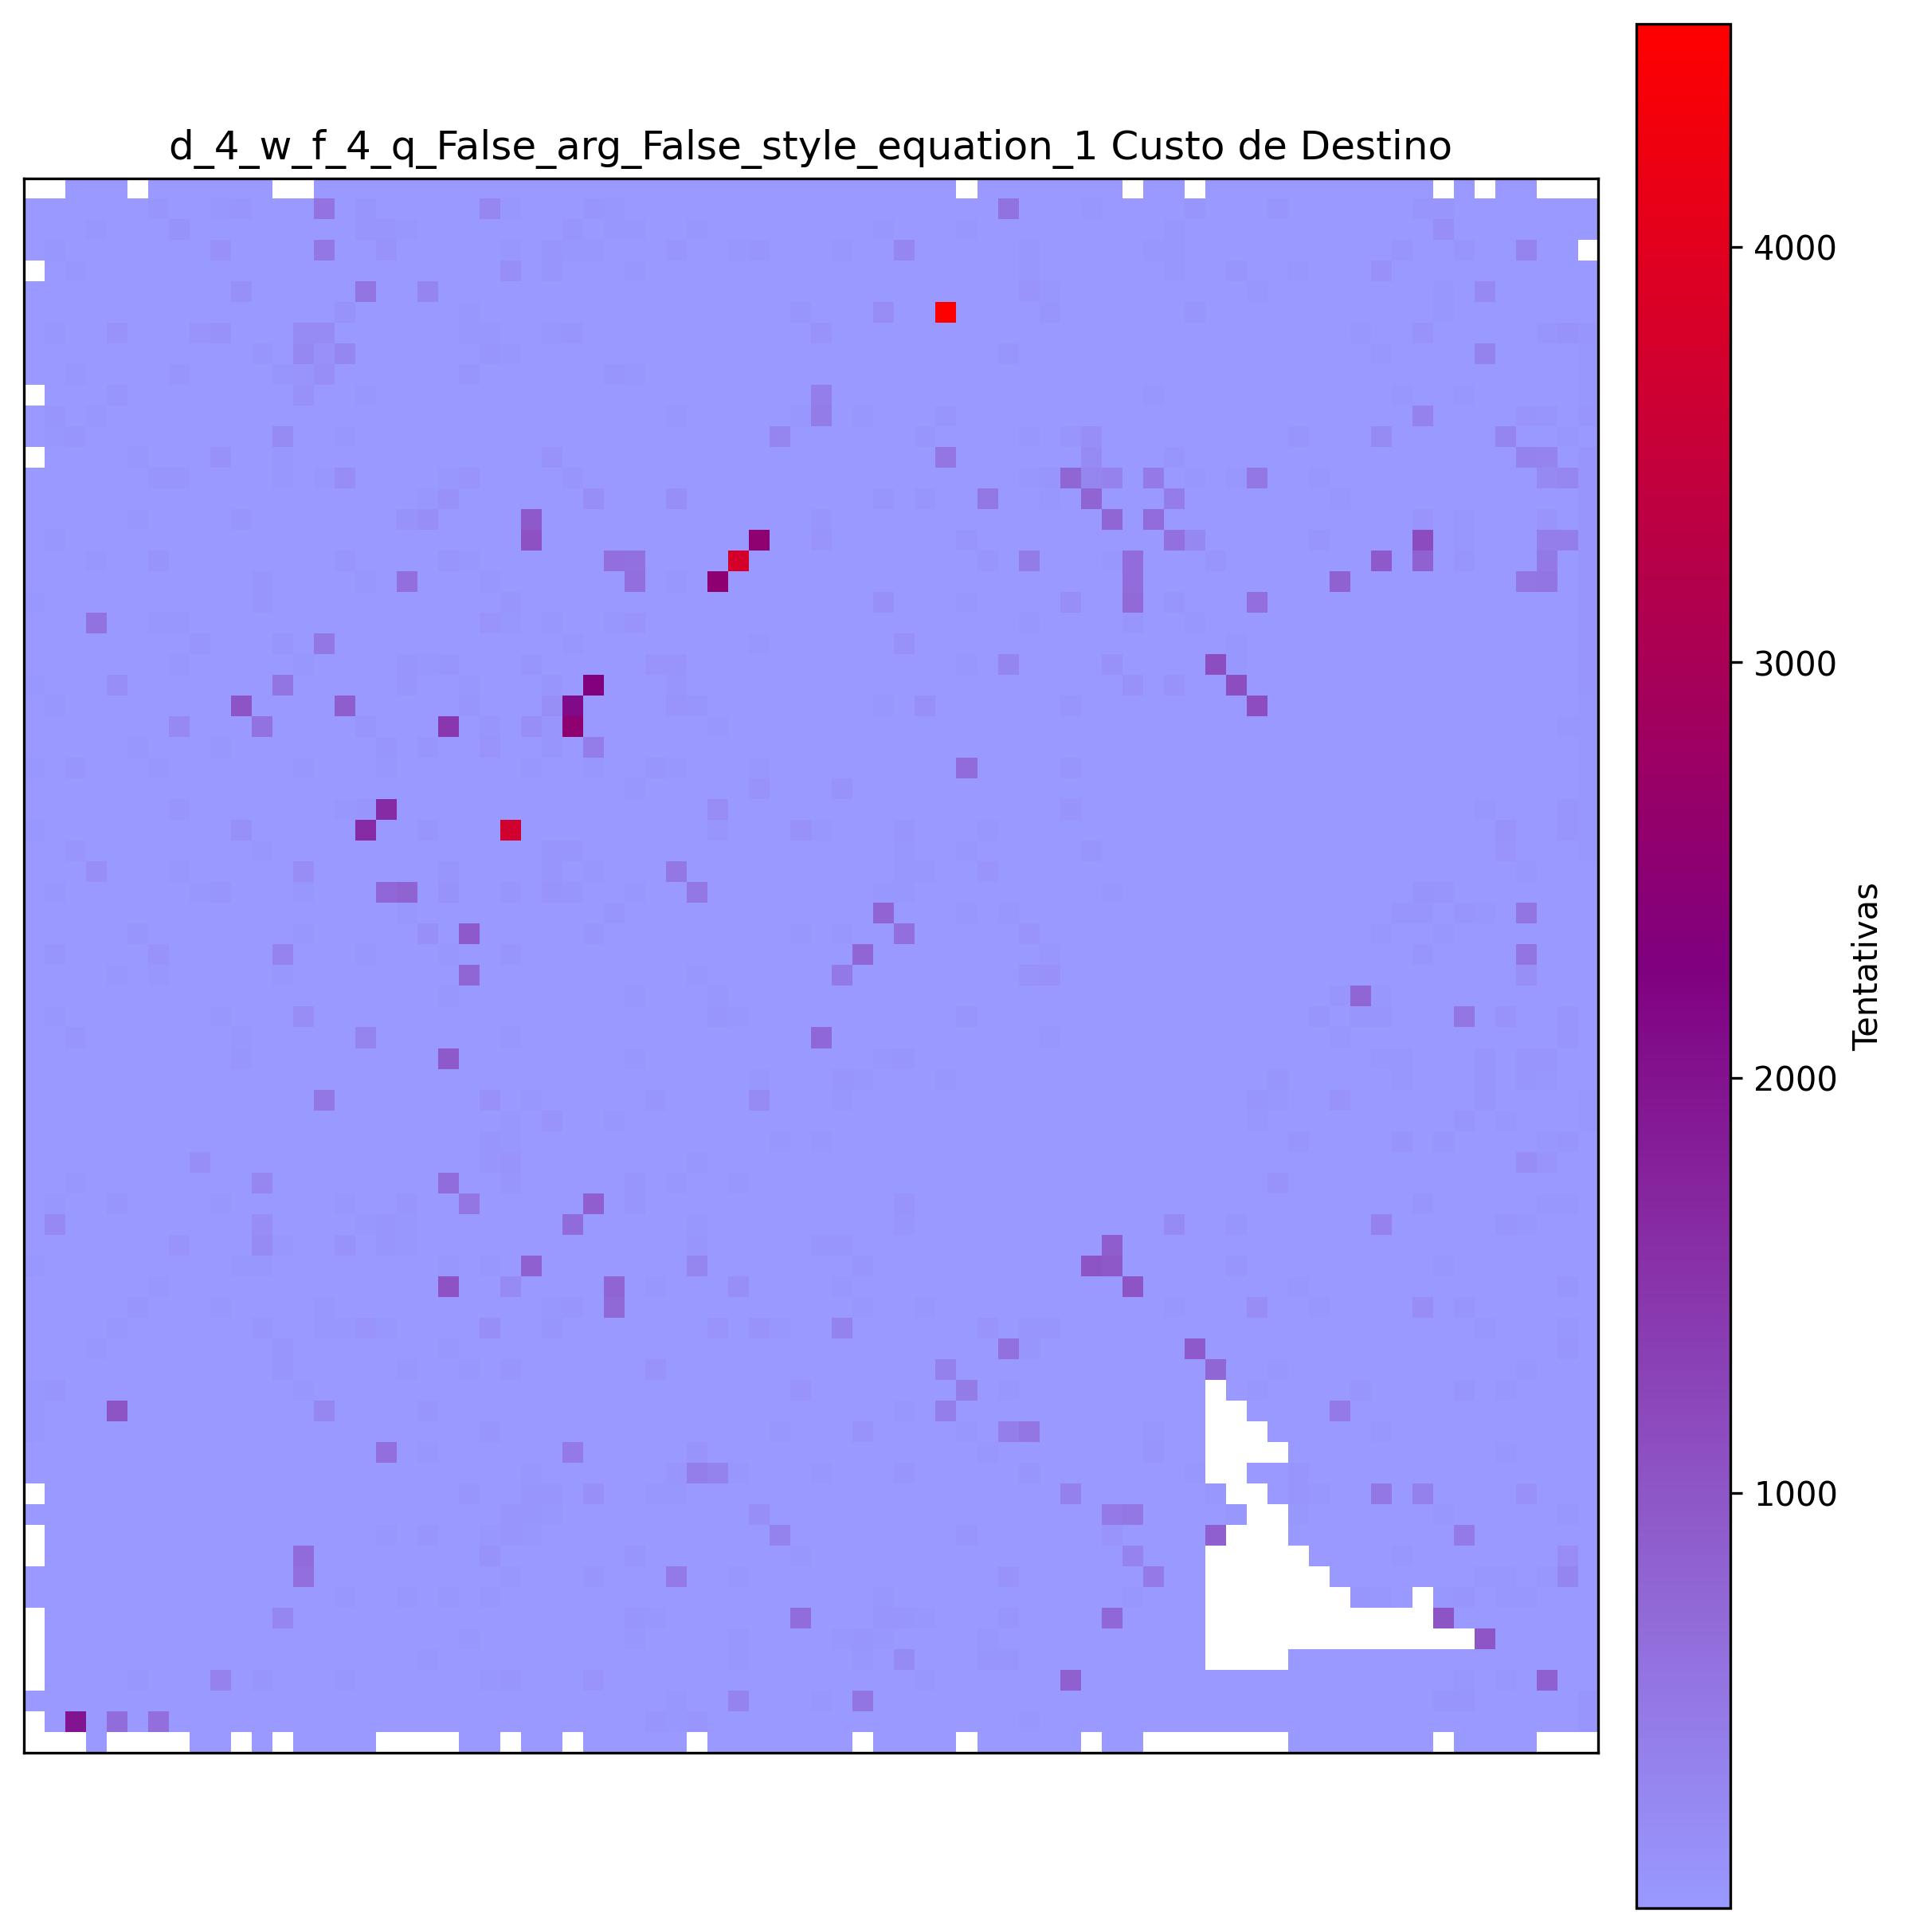 d_4_w_f_4_q_False_arg_False_style_equation_1 Custo de Destino
4000
3000
2000
1000
Tentativas